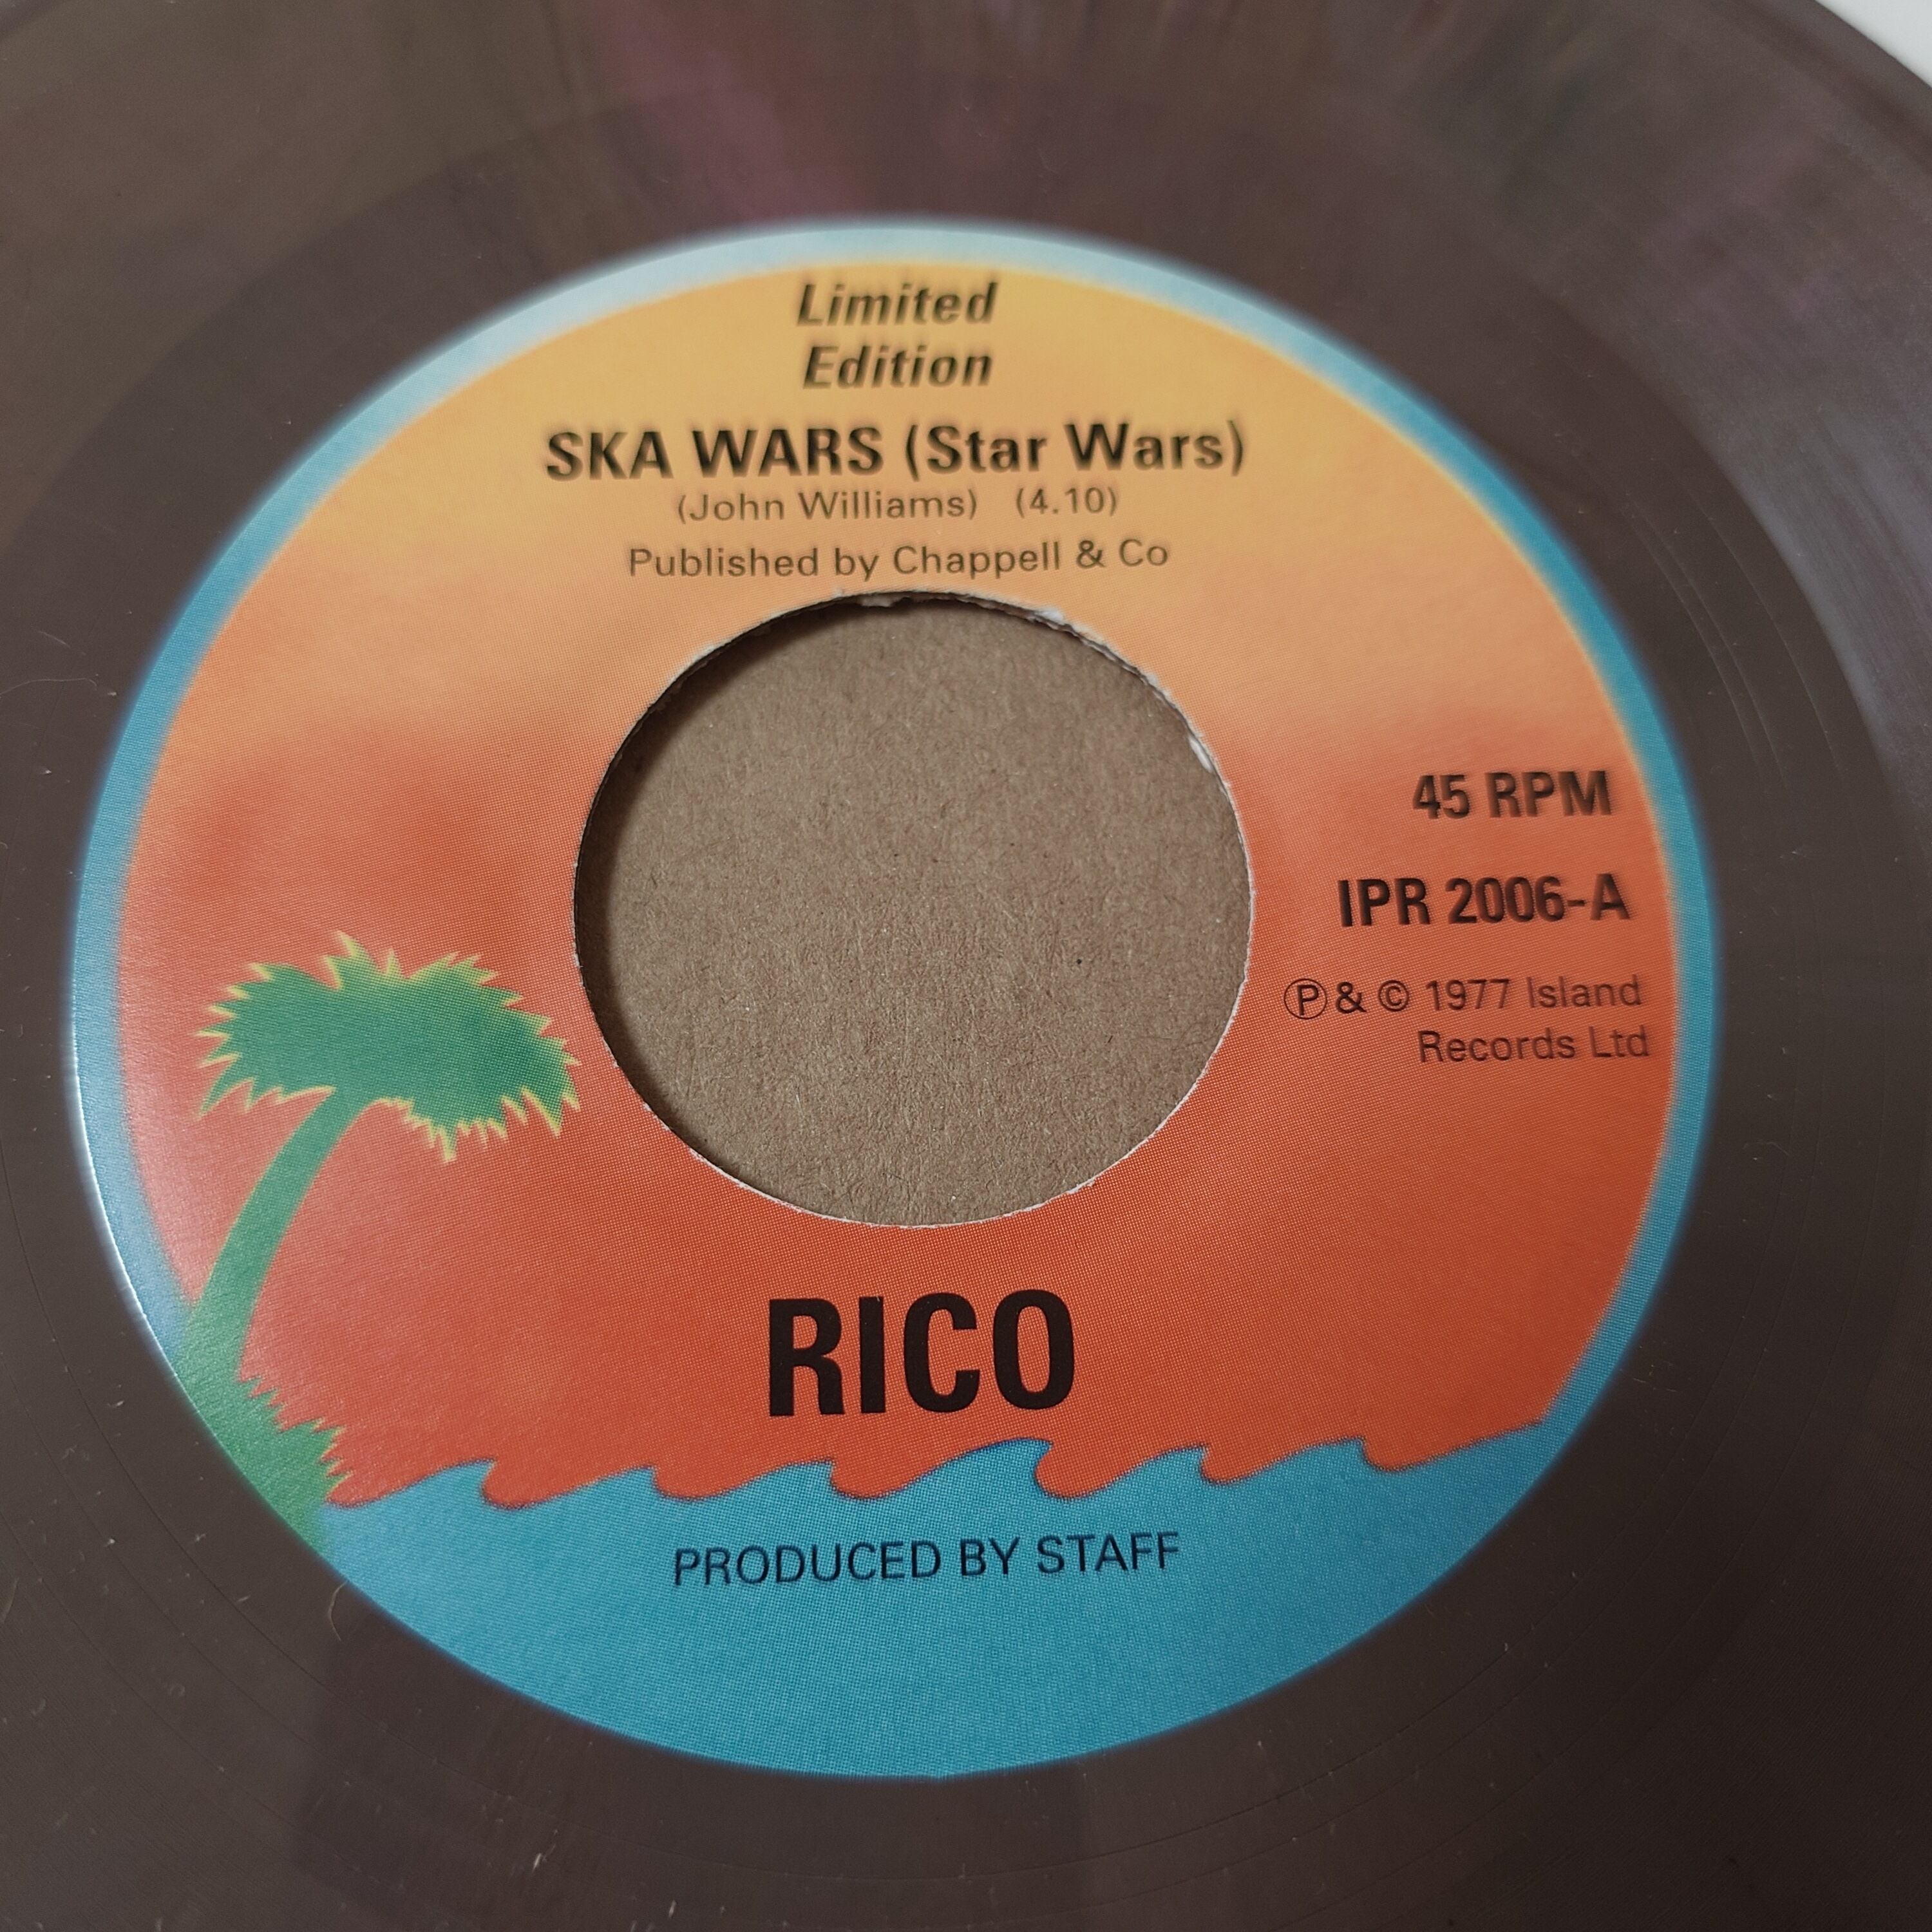 Limited
Edition
SKA WARS (Star Wars)
(John Williams) (4.10)
Published by Chappell & Co
45 RPM
IPR 2006-A
Ⓟ & © 1977 Island
Records Ltd
RICO
PRODUCED BY STAFF